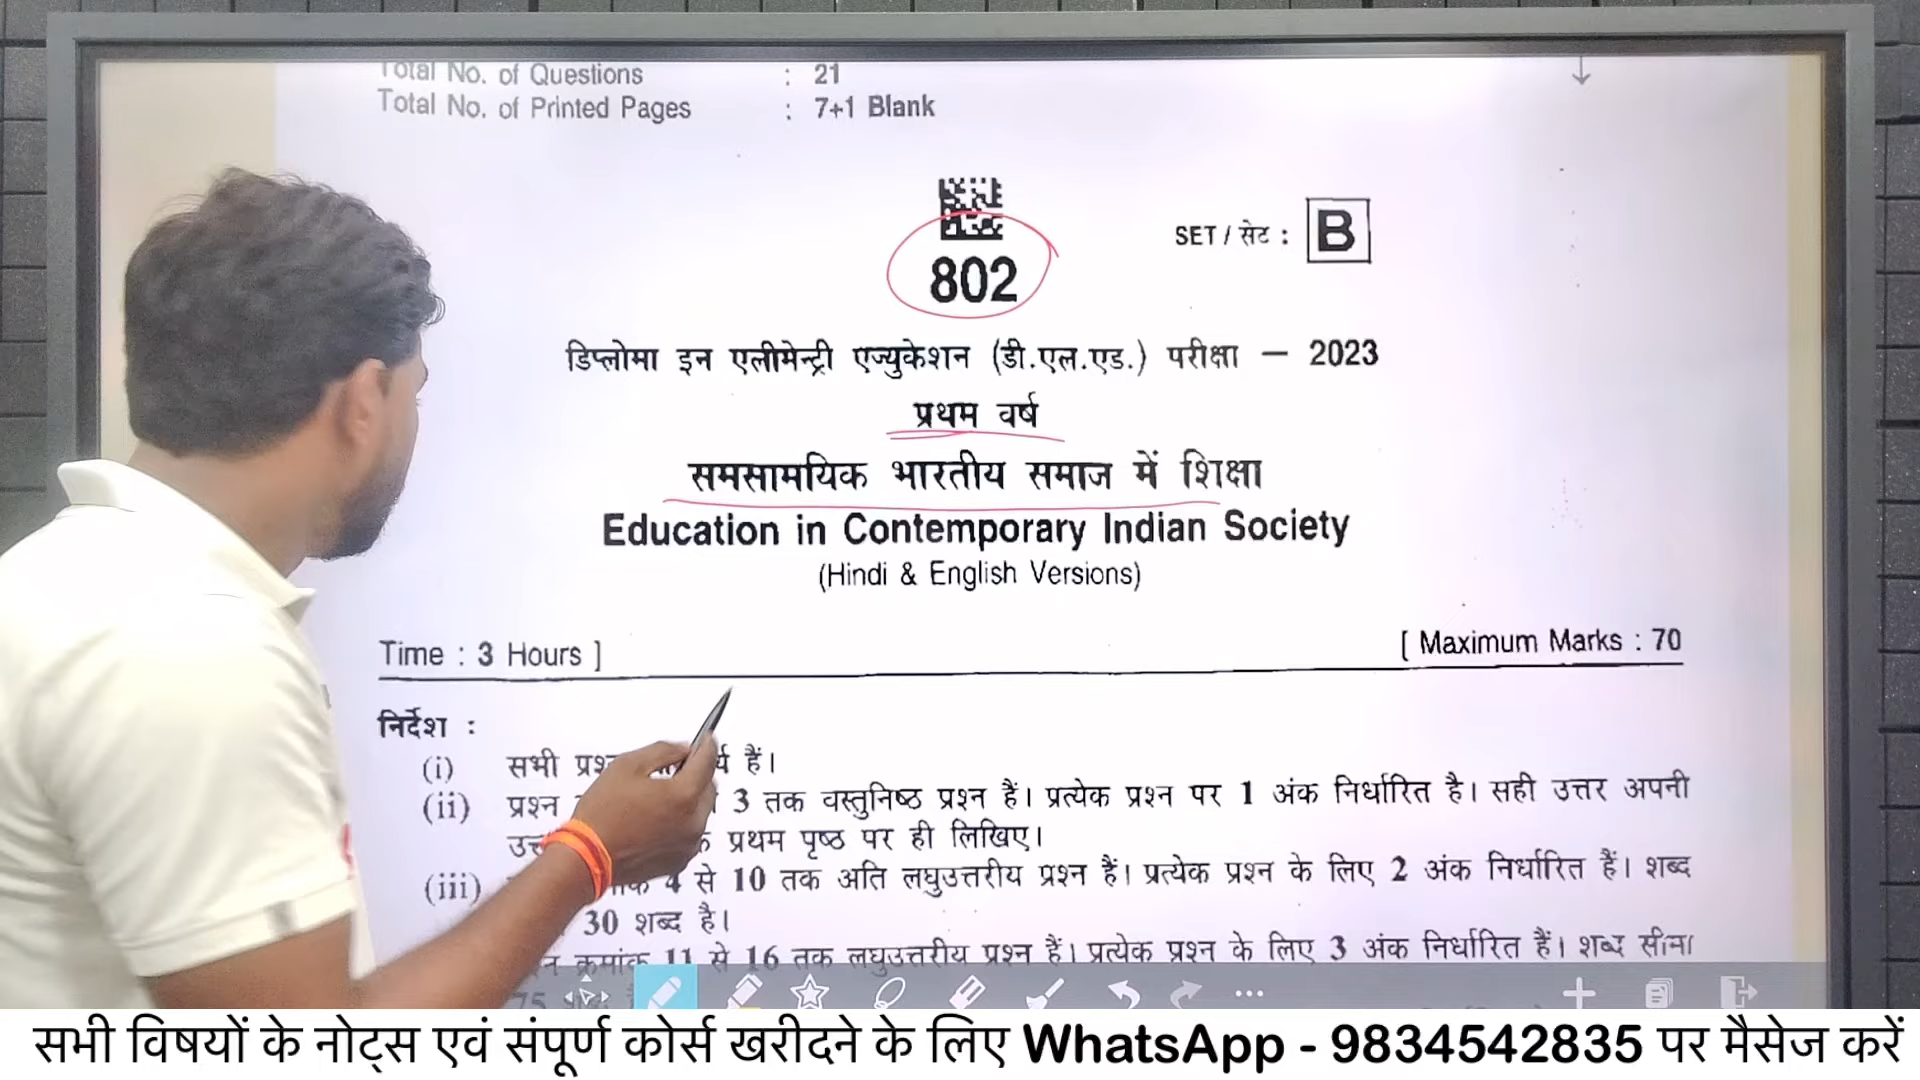 Total No. of Questions : 21
Total No. of Printed Pages : 7+1 Blank
SET / सेट : B
802
डिप्लोमा इन एलीमेन्ट्री एज्युकेशन (डी.एल.एड.) परीक्षा – 2023
प्रथम वर्ष
समसामयिक भारतीय समाज में शिक्षा
Education in Contemporary Indian Society
(Hindi & English Versions)
Time : 3 Hours ]
[ Maximum Marks : 70
निर्देश :
(i) सभी हैं।
(ii) प्रश्न 3 तक वस्तुनिष्ठ प्रश्न हैं। प्रत्येक प्रश्न पर 1 अंक निर्धारित है। सही उत्तर अपनी
प्रथम पृष्ठ पर ही लिखिए।
(iii) 4 से 10 तक अति लघुउत्तरीय प्रश्न हैं। प्रत्येक प्रश्न के लिए 2 अंक निर्धारित हैं। शब्द
30 शब्द है।
क्रमांक 11 से 16 तक लघुउत्तरीय प्रश्न हैं। प्रत्येक प्रश्न के लिए 3 अंक निर्धारित हैं। शब्द सीमा
75
सभी विषयों के नोट्स एवं संपूर्ण कोर्स खरीदने के लिए WhatsApp - 9834542835 पर मैसेज करें